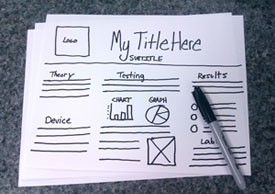 Logo
My Title Here
SUBTITLE
Theory
Testing
Results
CHART
GRAPH
Device
Lab